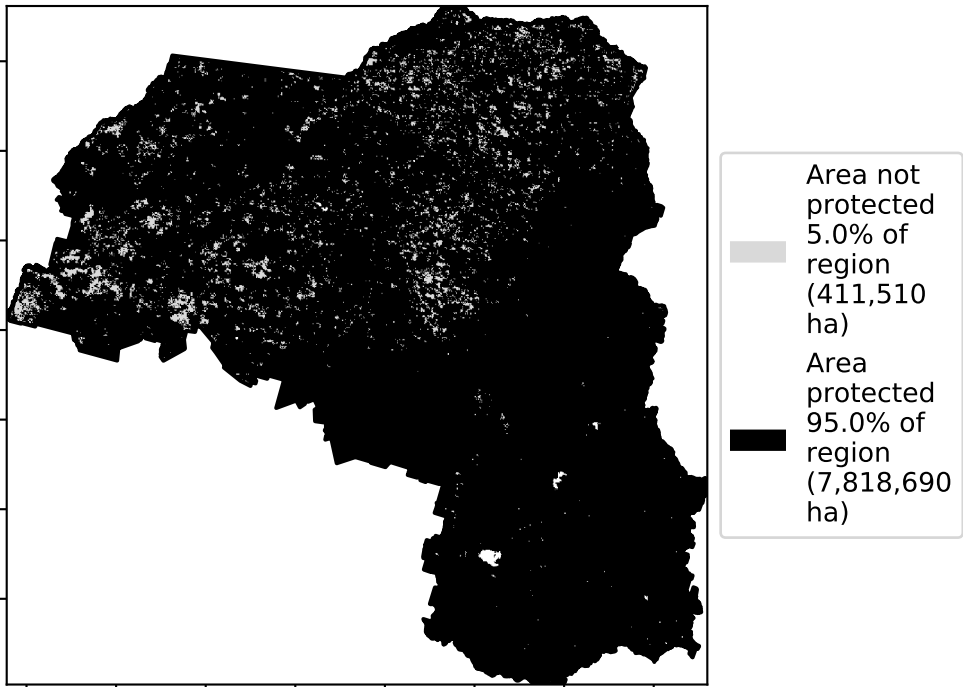 Area not
protected
5.0% of
region
(411,510
ha)
Area
protected
95.0% of
region
(7,818,690
ha)